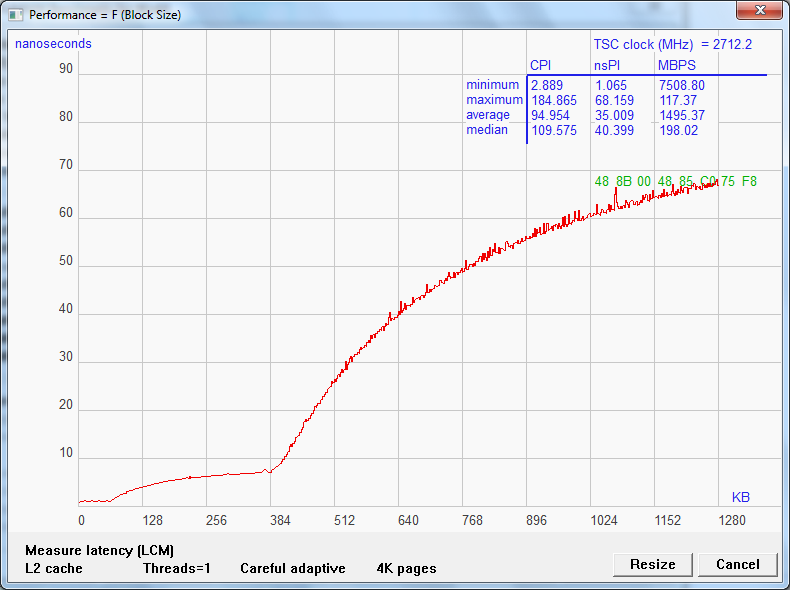 Performance = F (Block Size)
nanoseconds
TSC clock (MHz) = 2712.2
CPI nsPI MBPS
minimum 2.889 1.065 7508.80
maximum 184.865 68.159 117.37
average 94.954 35.009 1495.37
median 109.575 40.399 198.02
48 8B 00 48 85 C0 75 F8
90
80
70
60
50
40
30
20
10
KB
0 128 256 384 512 640 768 896 1024 1152 1280
Measure latency (LCM)
L2 cache Threads=1 Careful adaptive 4K pages
Resize Cancel